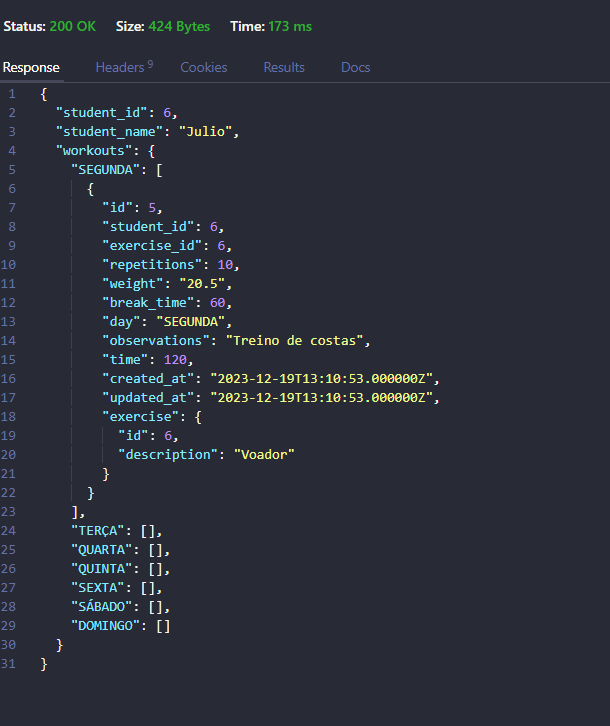 Status: 200 OK Size: 424 Bytes Time: 173 ms
Response Headers 9 Cookies Results Docs
1 {
2 "student_id": 6,
3 "student_name": "Julio",
4 "workouts": {
5 "SEGUNDA": [
6 {
7 "id": 5,
8 "student_id": 6,
9 "exercise_id": 6,
10 "repetitions": 10,
11 "weight": "20.5",
12 "break_time": 60,
13 "day": "SEGUNDA",
14 "observations": "Treino de costas",
15 "time": 120,
16 "created_at": "2023-12-19T13:10:53.000000Z",
17 "updated_at": "2023-12-19T13:10:53.000000Z",
18 "exercise": {
19 "id": 6,
20 "description": "Voador"
21 }
22 }
23 ],
24 "TERÇA": [],
25 "QUARTA": [],
26 "QUINTA": [],
27 "SEXTA": [],
28 "SÁBADO": [],
29 "DOMINGO": []
30 }
31 }